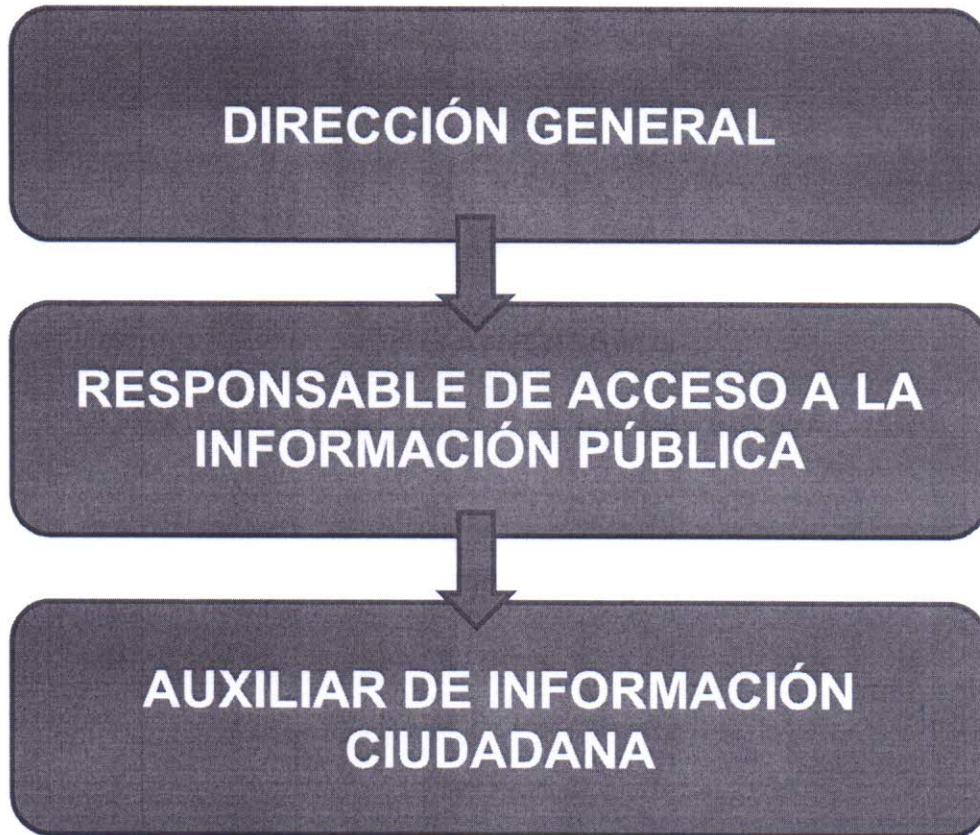 DIRECCIÓN GENERAL
RESPONSABLE DE ACCESO A LA
INFORMACIÓN PÚBLICA
AUXILIAR DE INFORMACIÓN
CIUDADANA